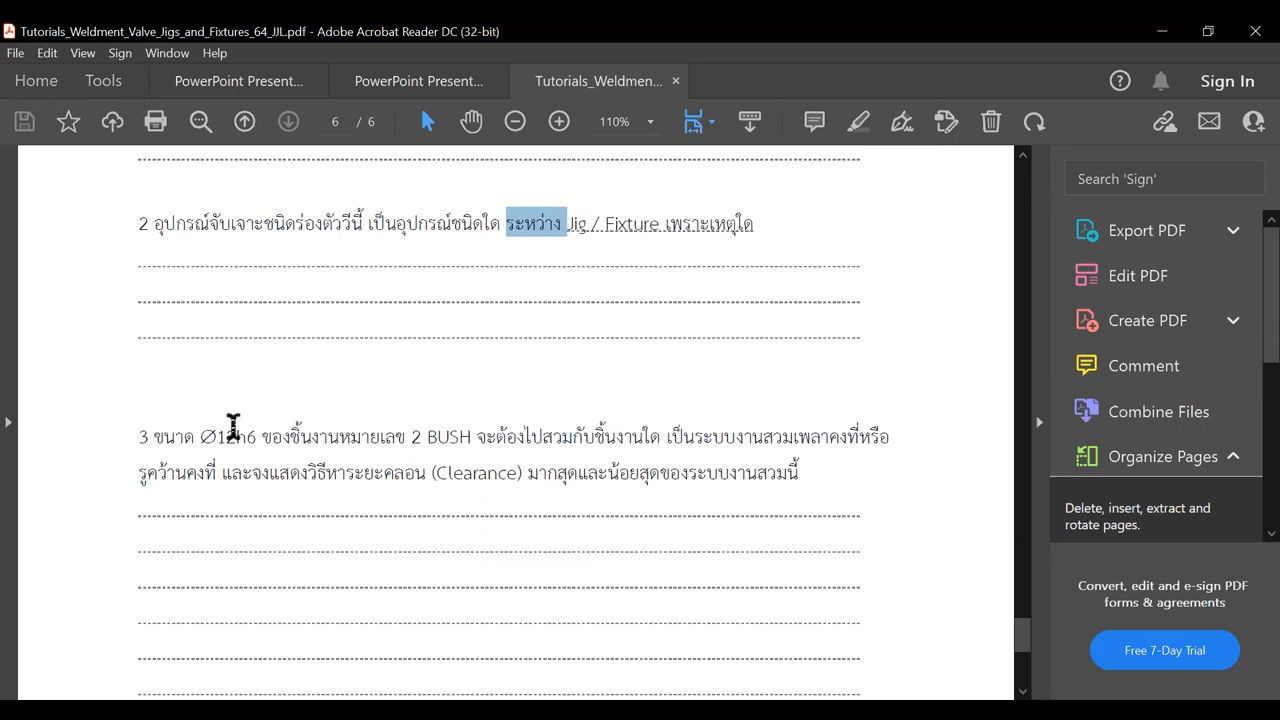 Tutorials_Weldment_Valve_Jigs_and_Fixtures_64_JJL.pdf - Adobe Acrobat Reader DC (32-bit)
File Edit View Sign Window Help
Home Tools PowerPoint Present... PowerPoint Present... Tutorials_Weldmen... × Sign In
6 / 6 110%
Search 'Sign'
2 อุปกรณ์จับเจาะชนิดร่องตัววีนี้ เป็นอุปกรณ์ชนิดใด ระหว่าง Jig / Fixture เพราะเหตุใด
Export PDF
Edit PDF
Create PDF
Comment
Combine Files
3 ขนาด ∅12h6 ของชิ้นงานหมายเลข 2 BUSH จะต้องไปสวมกับชิ้นงานใด เป็นระบบงานสวมเพลาคงที่หรือ
รูคว้านคงที่ และจงแสดงวิธีหาระยะคลอน (Clearance) มากสุดและน้อยสุดของระบบงานสวมนี้
Organize Pages
Delete, insert, extract and
rotate pages.
Convert, edit and e-sign PDF
forms & agreements
Free 7-Day Trial